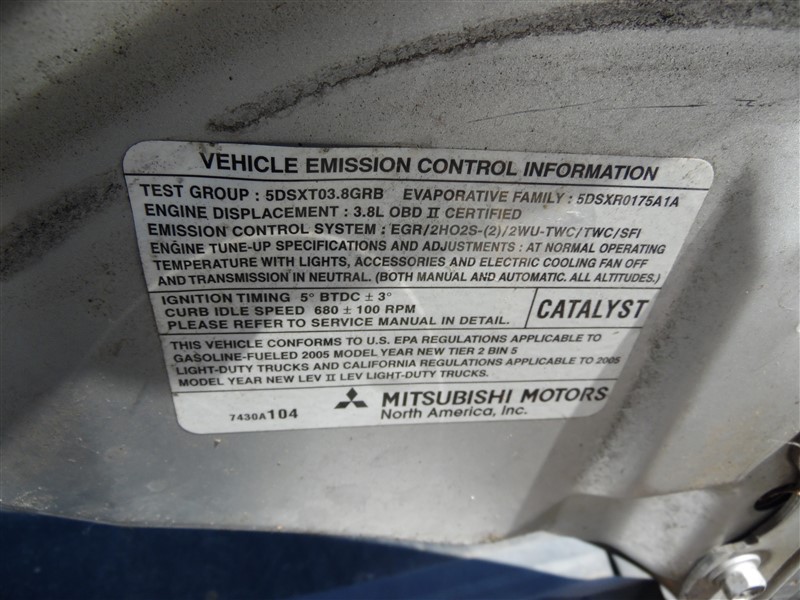 VEHICLE EMISSION CONTROL INFORMATION
TEST GROUP : 5DSXT03.8GRB EVAPORATIVE FAMILY : 5DSXR0175A1A
ENGINE DISPLACEMENT : 3.8L OBD II CERTIFIED
EMISSION CONTROL SYSTEM : EGR/2HO2S-(2)/2WU-TWC/TWC/SFI
ENGINE TUNE-UP SPECIFICATIONS AND ADJUSTMENTS : AT NORMAL OPERATING
TEMPERATURE WITH LIGHTS, ACCESSORIES AND ELECTRIC COOLING FAN OFF
AND TRANSMISSION IN NEUTRAL. (BOTH MANUAL AND AUTOMATIC. ALL ALTITUDES.)
IGNITION TIMING 5° BTDC ± 3°
CURB IDLE SPEED 680 ± 100 RPM
PLEASE REFER TO SERVICE MANUAL IN DETAIL.
CATALYST
THIS VEHICLE CONFORMS TO U.S. EPA REGULATIONS APPLICABLE TO
GASOLINE-FUELED 2005 MODEL YEAR NEW TIER 2 BIN 5
LIGHT-DUTY TRUCKS AND CALIFORNIA REGULATIONS APPLICABLE TO 2005
MODEL YEAR NEW LEV II LEV LIGHT-DUTY TRUCKS.
7430A104
MITSUBISHI MOTORS
North America, Inc.